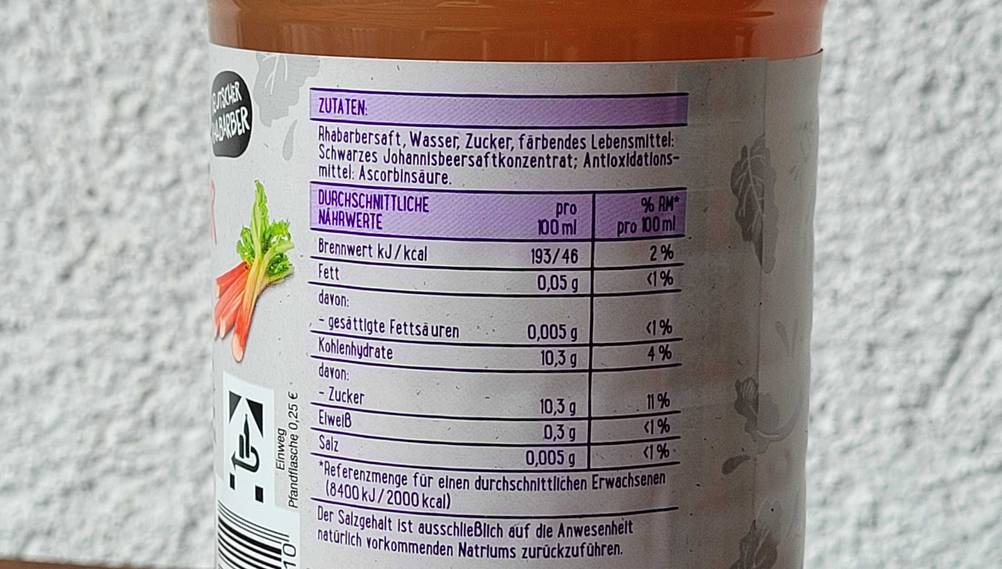 DEUTSCHER
RHABARBER
ZUTATEN:
Rhabarbersaft, Wasser, Zucker, färbendes Lebensmittel:
Schwarzes Johannisbeersaftkonzentrat; Antioxidations-
mittel: Ascorbinsäure.
DURCHSCHNITTLICHE NÄHRWERTE pro 100 ml % RM* pro 100 ml
Brennwert kJ/kcal 193/46 2 %
Fett 0,05 g <1 %
davon:
- gesättigte Fettsäuren 0,005 g <1 %
Kohlenhydrate 10,3 g 4 %
davon:
- Zucker 10,3 g 11 %
Eiweiß 0,3 g <1 %
Salz 0,005 g <1 %
*Referenzmenge für einen durchschnittlichen Erwachsenen
(8400 kJ/2000 kcal)
Der Salzgehalt ist ausschließlich auf die Anwesenheit
natürlich vorkommenden Natriums zurückzuführen.
Einweg
Pfandflasche 0,25 €